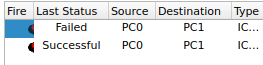 Fire Last Status Source Destination Type
Failed PC0 PC1 IC...
Successful PC0 PC1 IC...